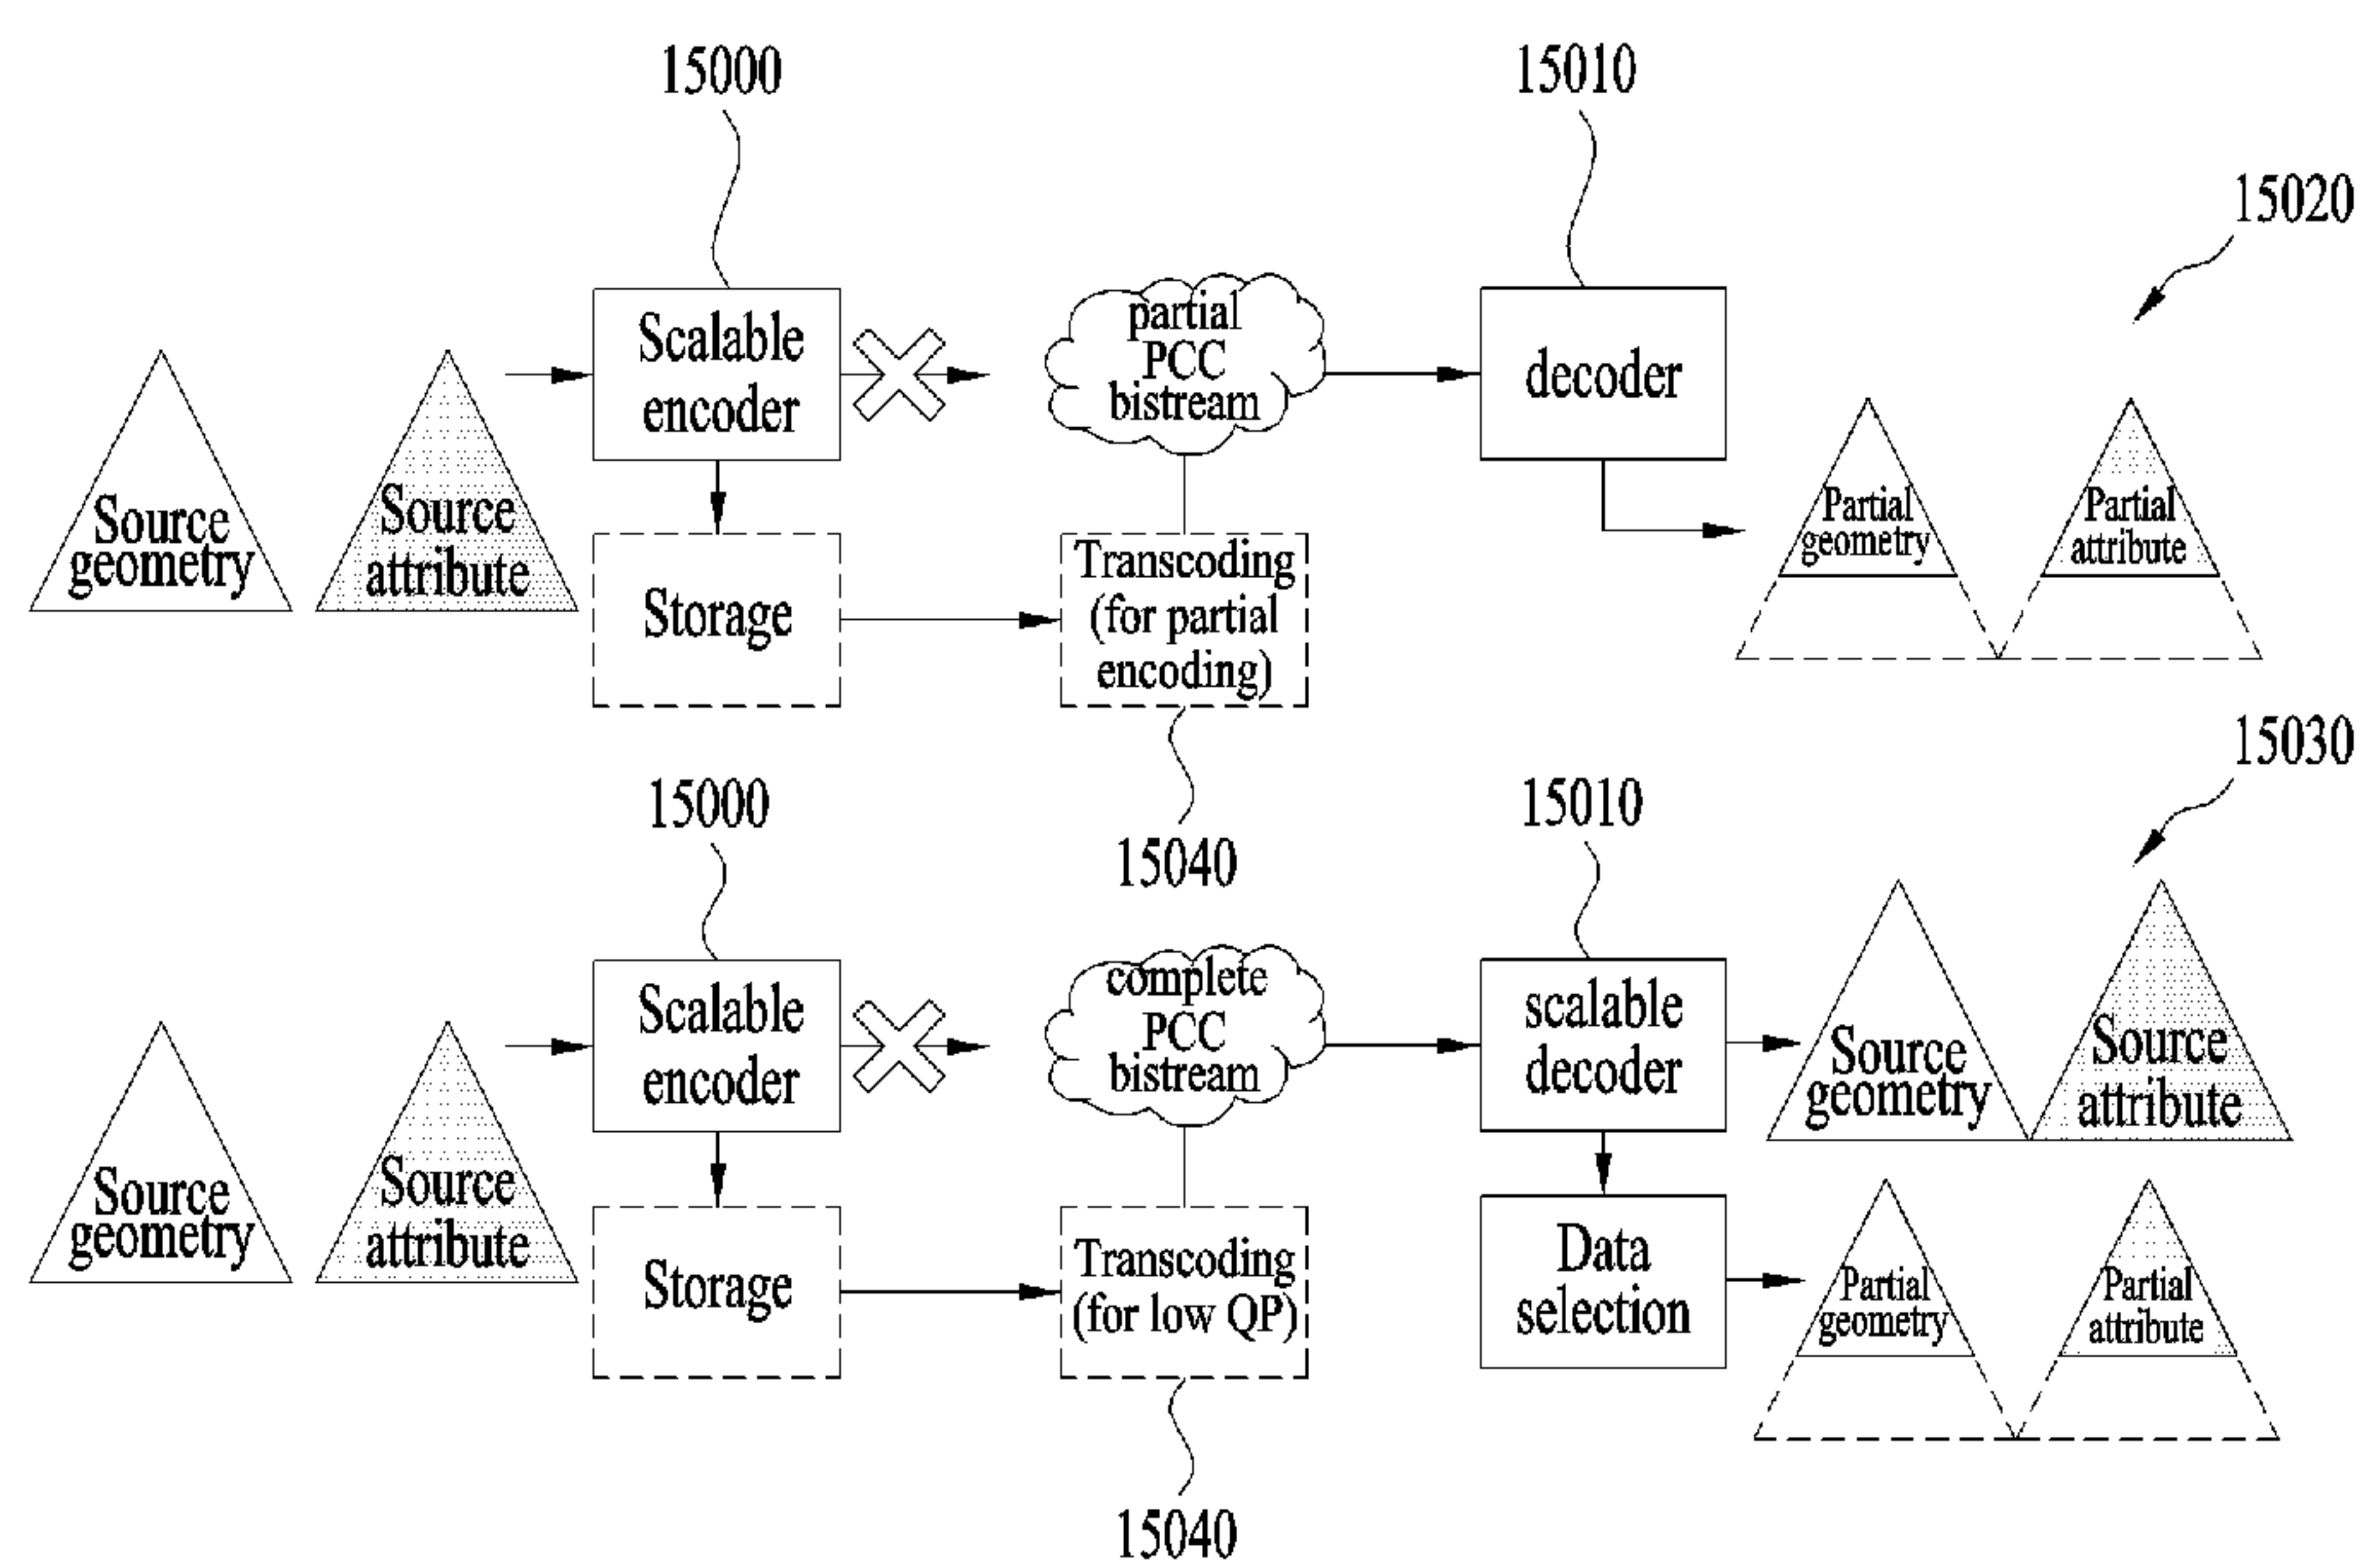 15000
15010
15020
Scalable
encoder
partial
PCC
bistream
decoder
Source
geometry
Source
attribute
Storage
Transcoding
(for partial
encoding)
Partial
geometry
Partial
attribute
15040
15030
15000
15010
Scalable
encoder
complete
PCC
bistream
scalable
decoder
Source
geometry
Source
attribute
Source
geometry
Source
attribute
Storage
Transcoding
(for low QP)
Data
selection
Partial
geometry
Partial
attribute
15040